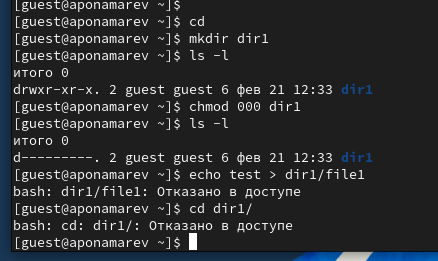 [guest@aponamarev ~]$
[guest@aponamarev ~]$ cd
[guest@aponamarev ~]$ mkdir dir1
[guest@aponamarev ~]$ ls -l
итого 0
drwxr-xr-x. 2 guest guest 6 фев 21 12:33 dir1
[guest@aponamarev ~]$ chmod 000 dir1
[guest@aponamarev ~]$ ls -l
итого 0
d---------. 2 guest guest 6 фев 21 12:33 dir1
[guest@aponamarev ~]$ echo test > dir1/file1
bash: dir1/file1: Отказано в доступе
[guest@aponamarev ~]$ cd dir1/
bash: cd: dir1/: Отказано в доступе
[guest@aponamarev ~]$